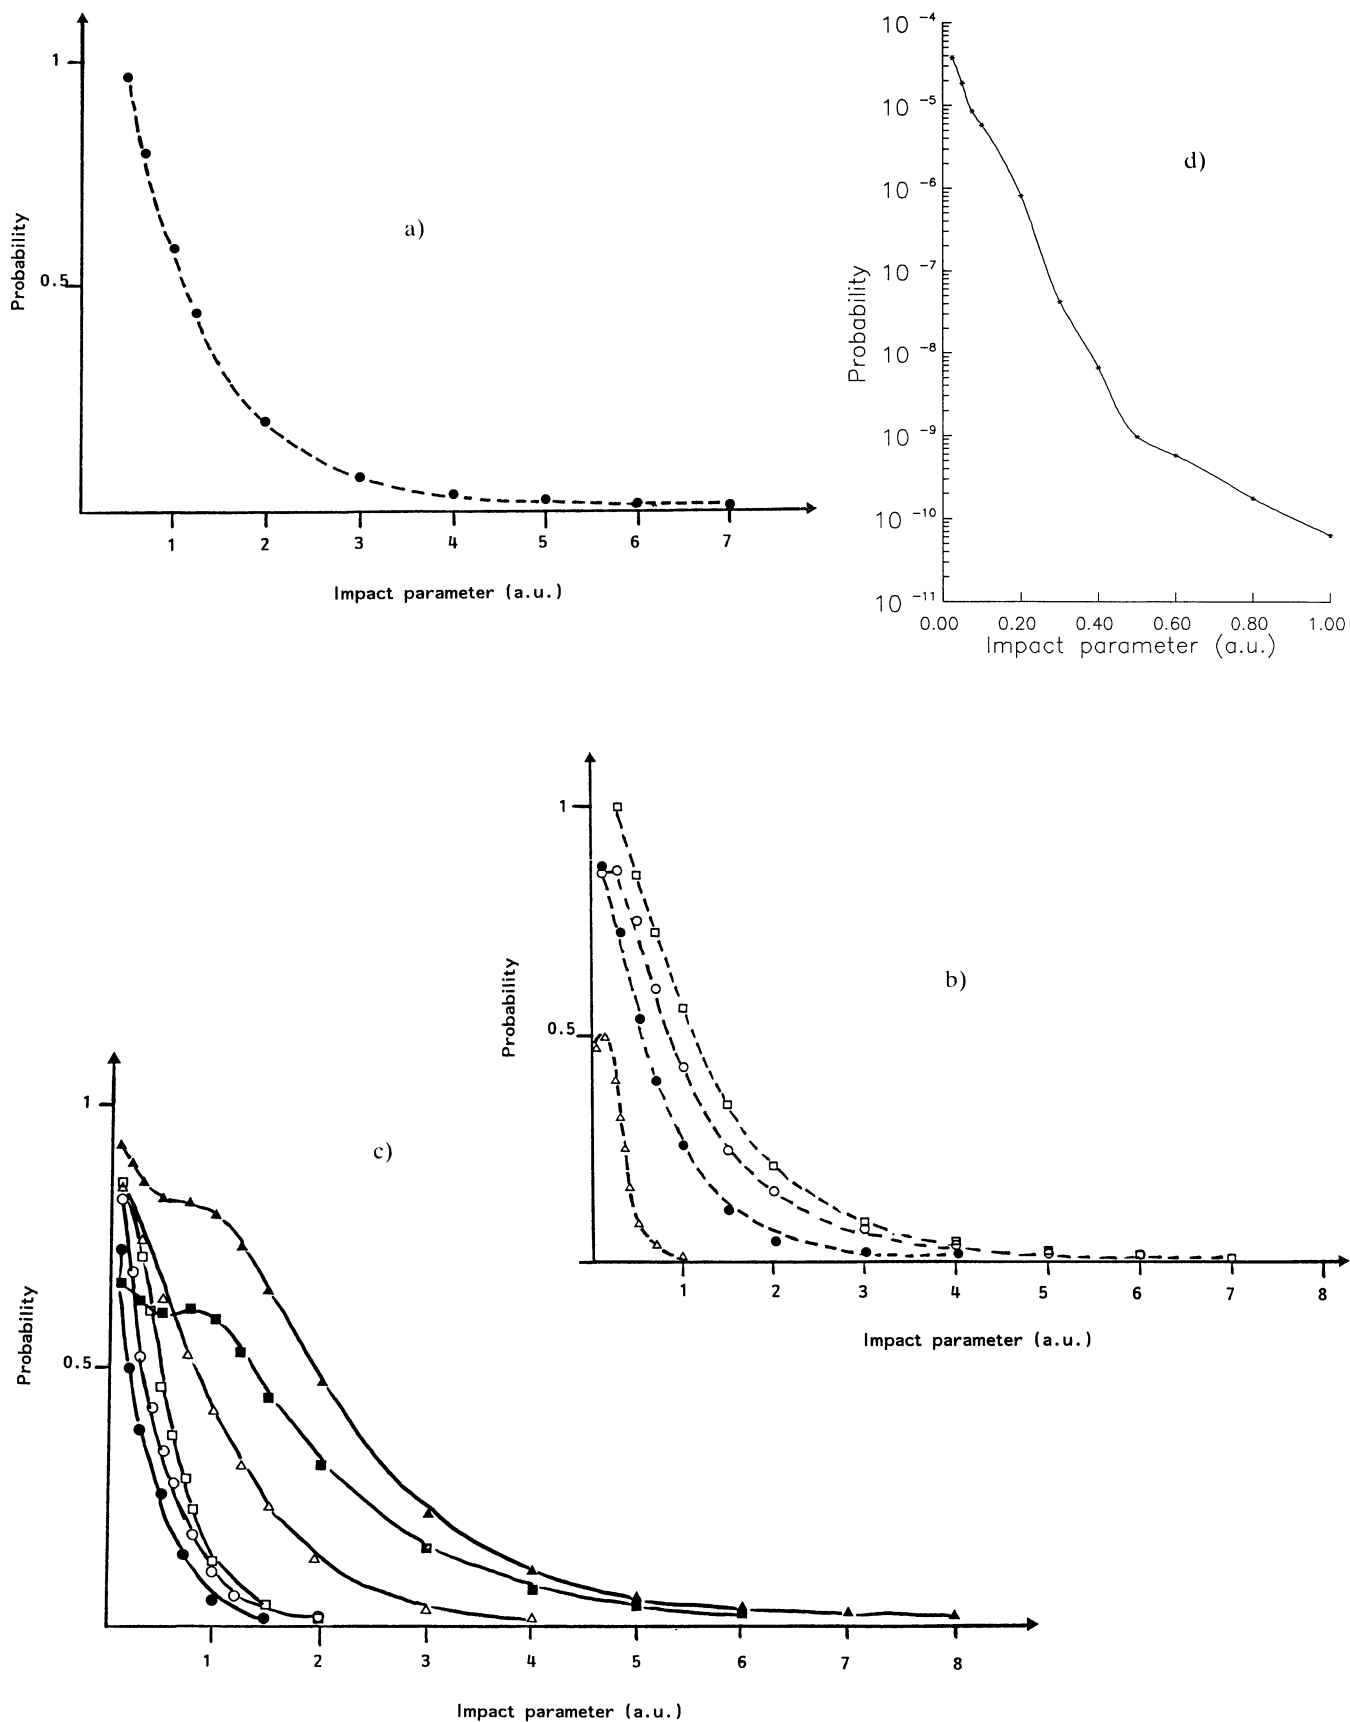 1
0.5
Probability
a)
1 2 3 4 5 6 7
Impact parameter (a.u.)
10 -4
10 -5
10 -6
10 -7
10 -8
10 -9
10 -10
10 -11
Probability
d)
0.00 0.20 0.40 0.60 0.80 1.00
Impact parameter (a.u.)
1
0.5
Probability
b)
1 2 3 4 5 6 7 8
Impact parameter (a.u.)
1
0.5
Probability
c)
1 2 3 4 5 6 7 8
Impact parameter (a.u.)